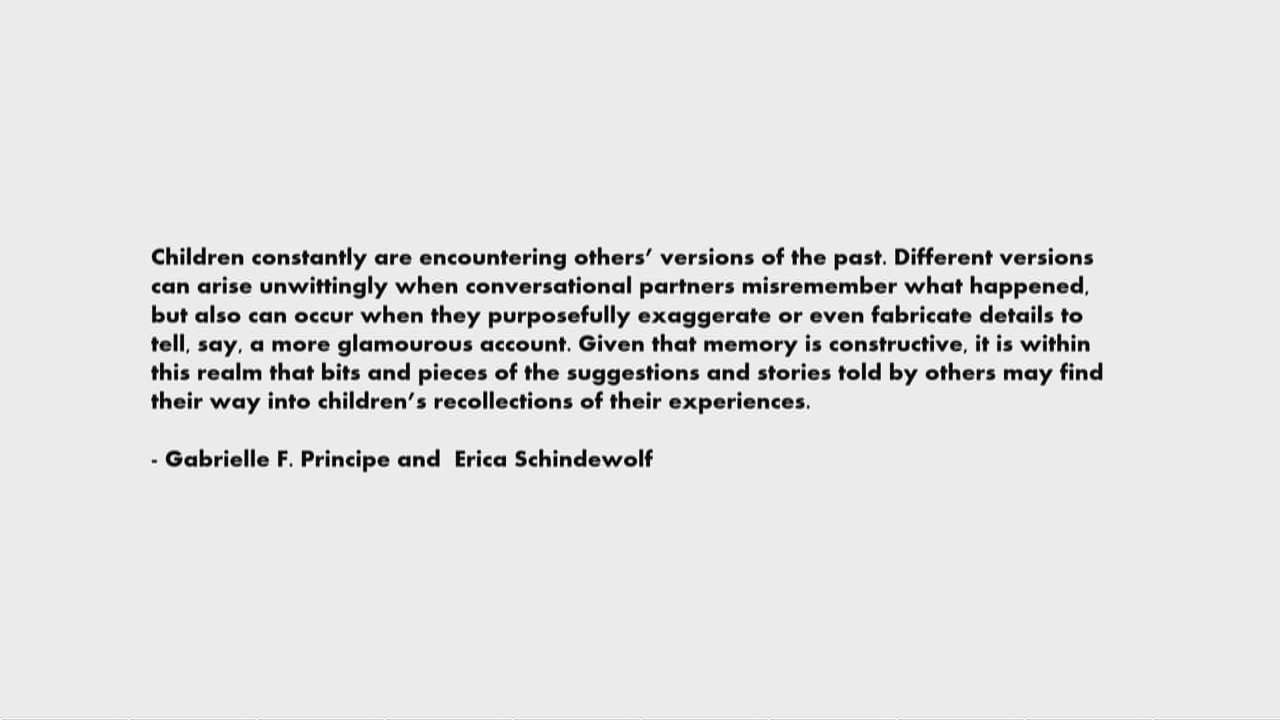 Children constantly are encountering others’ versions of the past. Different versions
can arise unwittingly when conversational partners misremember what happened,
but also can occur when they purposefully exaggerate or even fabricate details to
tell, say, a more glamourous account. Given that memory is constructive, it is within
this realm that bits and pieces of the suggestions and stories told by others may find
their way into children’s recollections of their experiences.
- Gabrielle F. Principe and  Erica Schindewolf